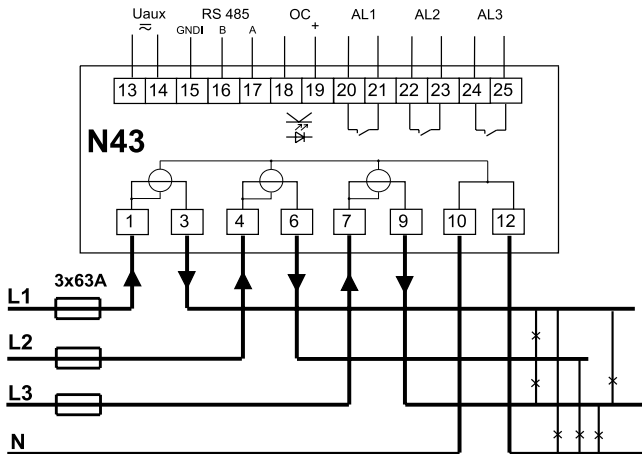 Uaux RS 485 OC AL1 AL2 AL3
≂ GNDI B A +
13 14 15 16 17 18 19 20 21 22 23 24 25
N43
1 3 4 6 7 9 10 12
3x63A
L1
L2
L3
N